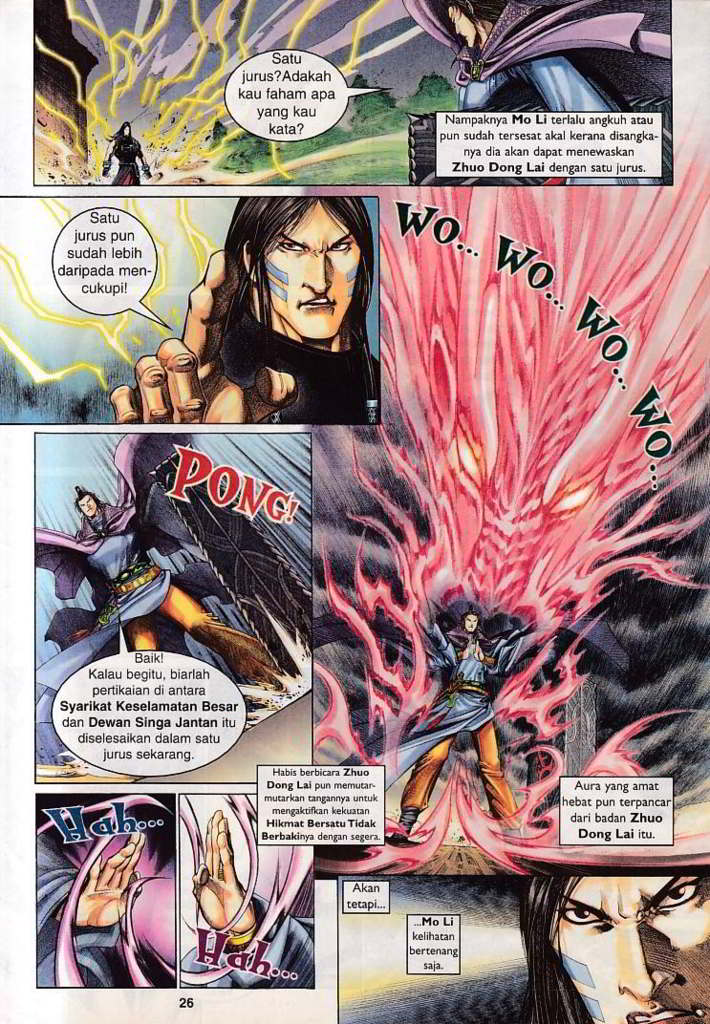 Satu
jurus?Adakah
kau faham apa
yang kau
kata?
Nampaknya Mo Li terlalu angkuh atau
pun sudah tersesat akal kerana disangka-
nya dia akan dapat menewaskan
Zhuo Dong Lai dengan satu jurus.
Satu
jurus pun
sudah lebih
daripada men-
cukupi!
WO... WO... WO... WO...
PONG!
Baik!
Kalau begitu, biarlah
pertikaian di antara
Syarikat Keselamatan Besar
dan Dewan Singa Jantan itu
diselesaikan dalam satu
jurus sekarang.
Habis berbicara Zhuo
Dong Lai pun memutar-
mutarkan tangannya untuk
mengaktifkan kekuatan
Hikmat Bersatu Tidak
Berbakinya dengan segera.
Aura yang amat
hebat pun terpancar
dari badan Zhuo
Dong Lai itu.
Hah...
Hah...
Akan
tetapi...
...Mo Li
kelihatan
bertenang
saja.
26